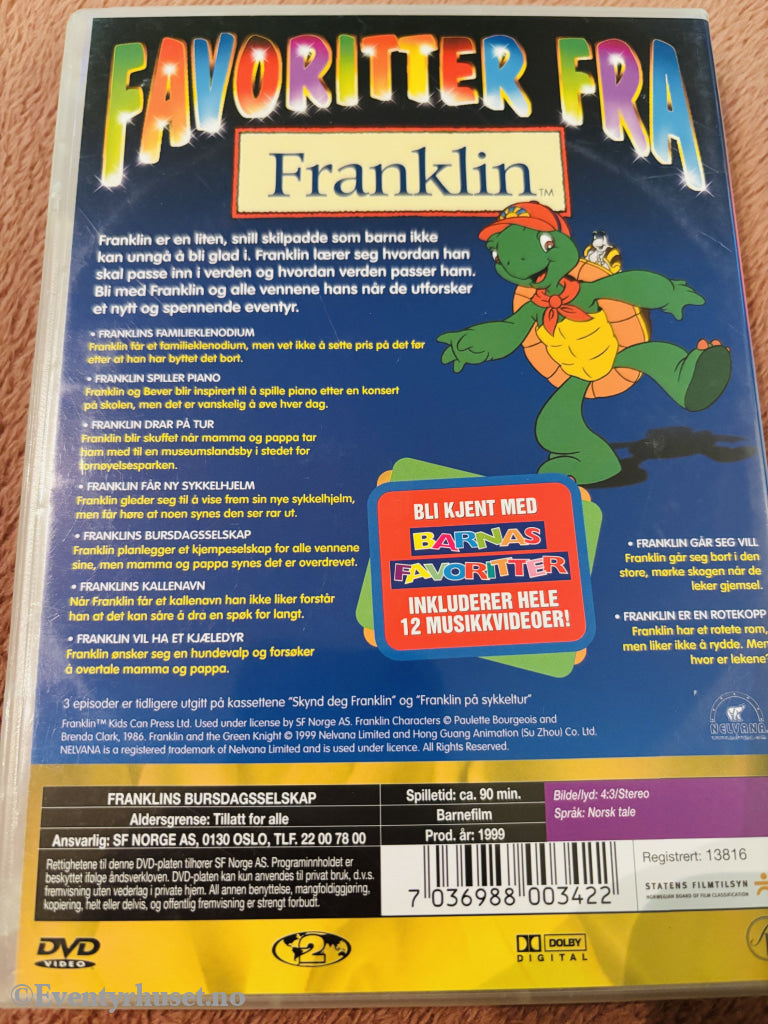 FAVORITTER FRA
Franklin™
Franklin er en liten, snill skilpadde som barna ikke
kan unngå å bli glad i. Franklin lærer seg hvordan han
skal passe inn i verden og hvordan verden passer ham.
Bli med Franklin og alle vennene hans når de utforsker
et nytt og spennende eventyr.
• FRANKLINS FAMILIEKLENODIUM
Franklin får et familieklenodium, men vet ikke å sette pris på det før
etter at han har byttet det bort.
• FRANKLIN SPILLER PIANO
Franklin og Bever blir inspirert til å spille piano etter en konsert
på skolen, men det er vanskelig å øve hver dag.
• FRANKLIN DRAR PÅ TUR
Franklin blir skuffet når mamma og pappa tar
ham med til en museumslandsby i stedet for
fornøyelsesparken.
• FRANKLIN FÅR NY SYKKELHJELM
Franklin gleder seg til å vise frem sin nye sykkelhjelm,
men får høre at noen synes den ser rar ut.
• FRANKLINS BURSDAGSSELSKAP
Franklin planlegger et kjempeselskap for alle vennene
sine, men mamma og pappa synes det er overdrevet.
• FRANKLINS KALLENAVN
Når Franklin får et kallenavn han ikke liker forstår
han at det kan såre å dra en spøk for langt.
• FRANKLIN VIL HA ET KJÆLEDYR
Franklin ønsker seg en hundevalp og forsøker
å overtale mamma og pappa.
BLI KJENT MED
BARNAS
FAVORITTER
INKLUDERER HELE
12 MUSIKKVIDEOER!
• FRANKLIN GÅR SEG VILL
Franklin går seg bort i den
store, mørke skogen når de
leker gjemsel.
• FRANKLIN ER EN ROTEKOPP
Franklin har et rotete rom,
men liker ikke å rydde. Men
hvor er lekene?
3 episoder er tidligere utgitt på kassettene "Skynd deg Franklin" og "Franklin på sykkeltur"
Franklin™ Kids Can Press Ltd. Used under license by SF Norge AS. Franklin Characters © Paulette Bourgeois and
Brenda Clark, 1986. Franklin and the Green Knight © 1999 Nelvana Limited and Hong Guang Animation (Su Zhou) Co. Ltd.
NELVANA is a registered trademark of Nelvana Limited and is used under licence. All Rights Reserved.
NELVANA
FRANKLINS BURSDAGSSELSKAP
Aldersgrense: Tillatt for alle
Ansvarlig: SF NORGE AS, 0130 OSLO, TLF. 22 00 78 00
Spilletid: ca. 90 min.
Barnefilm
Prod. år: 1999
Bilde/lyd: 4:3/Stereo
Språk: Norsk tale
Rettighetene til denne DVD-platen tilhører SF Norge AS. Programinnholdet er
beskyttet ifølge åndsverkloven. DVD-platen kan kun anvendes til privat bruk, d.v.s.
fremvisning uten vederlag i private hjem. All annen benyttelse, mangfoldiggjøring,
kopiering, helt eller delvis, og offentlig fremvisning er strengt forbudt.
7 036988 003422
Registrert: 13816
STATENS FILMTILSYN
NORWEGIAN BOARD OF FILM CLASSIFICATION
DVD
VIDEO
2
DOLBY
DIGITAL
©Eventyrhuset.no